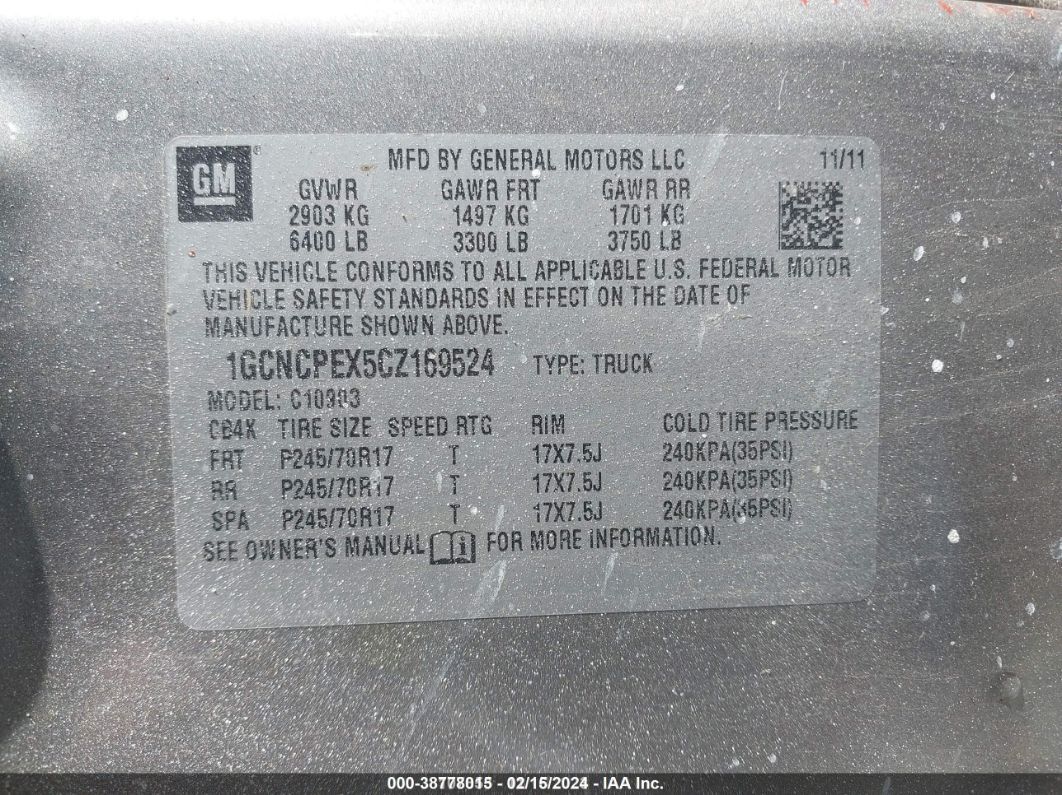 GM ®
MFD BY GENERAL MOTORS LLC 11/11
GVWR GAWR FRT GAWR RR
2903 KG 1497 KG 1701 KG
6400 LB 3300 LB 3750 LB
THIS VEHICLE CONFORMS TO ALL APPLICABLE U.S. FEDERAL MOTOR
VEHICLE SAFETY STANDARDS IN EFFECT ON THE DATE OF
MANUFACTURE SHOWN ABOVE.
1GCNCPEX5CZ169524 TYPE: TRUCK
MODEL: C10903
CB4X TIRE SIZE SPEED RTG RIM COLD TIRE PRESSURE
FRT P245/70R17 T 17X7.5J 240KPA(35PSI)
RR P245/70R17 T 17X7.5J 240KPA(35PSI)
SPA P245/70R17 T 17X7.5J 240KPA(35PSI)
SEE OWNER'S MANUAL i FOR MORE INFORMATION.
000-38778015 - 02/15/2024 - IAA Inc.